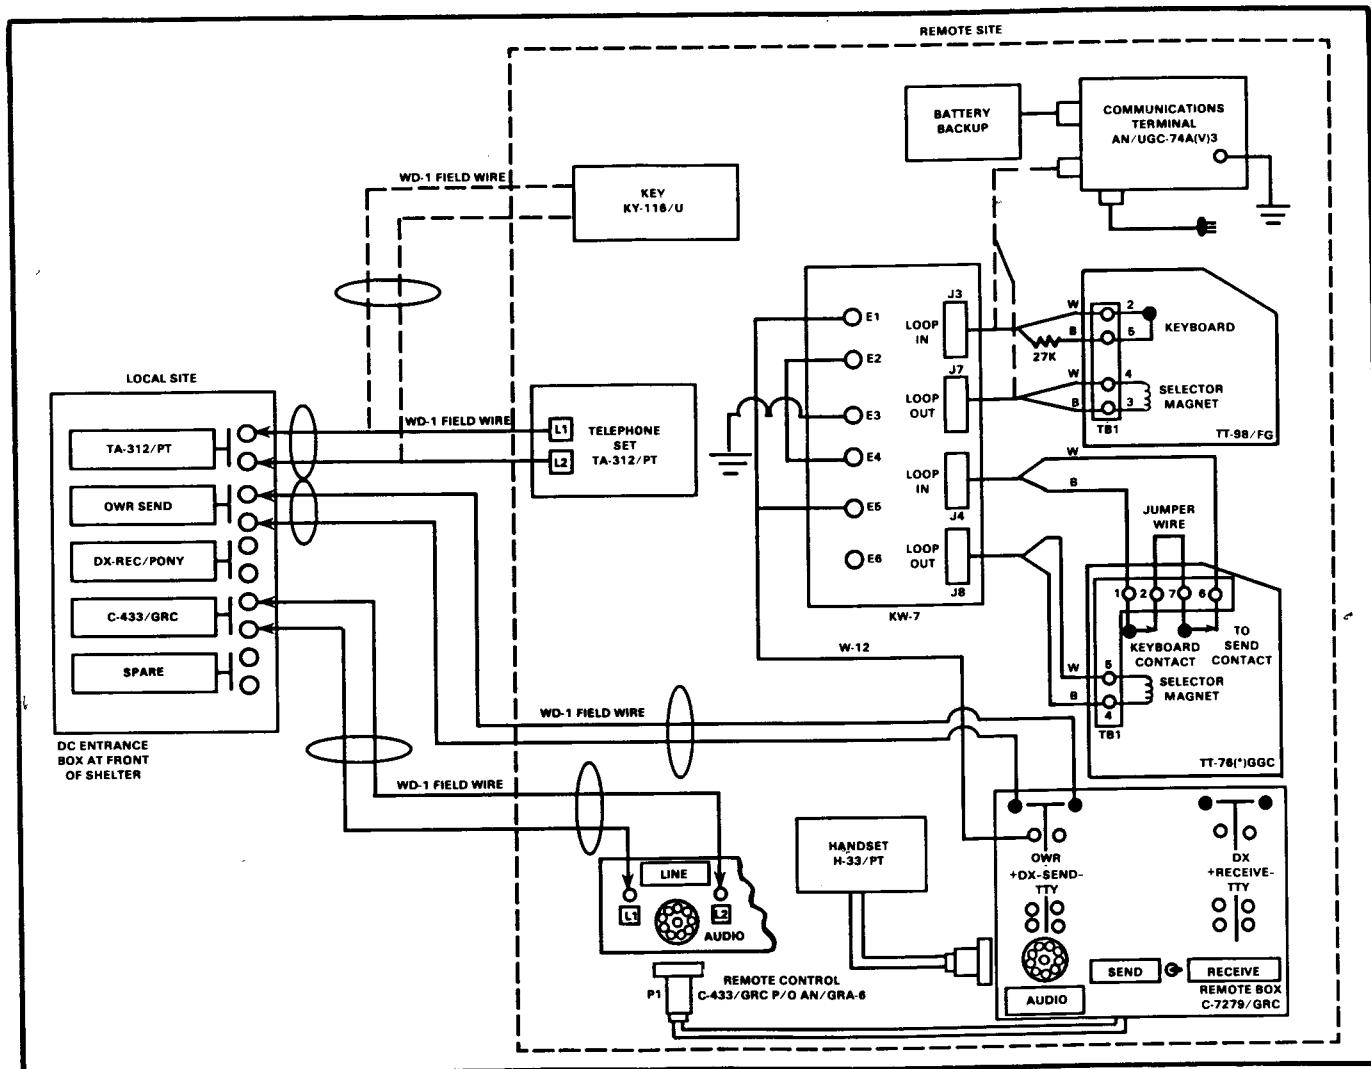 REMOTE SITE
BATTERY
BACKUP
COMMUNICATIONS
TERMINAL
AN/UGC-74A(V)3
WD-1 FIELD WIRE
KEY
KY-116/U
J3
E1
LOOP
IN
W
2
B
5
KEYBOARD
27K
E2
J7
W
4
SELECTOR
MAGNET
B
3
LOOP
OUT
TB1
TT-98/FG
E3
LOCAL SITE
WD-1 FIELD WIRE
L1
L2
TELEPHONE
SET
TA-312/PT
TA-312/PT
E4
LOOP
IN
W
B
J4
OWR SEND
E5
JUMPER
WIRE
DX-REC/PONY
E6
LOOP
OUT
J8
C-433/GRC
KW-7
1
2
7
6
KEYBOARD
CONTACT
TO
SEND
CONTACT
W-12
SPARE
W
5
SELECTOR
MAGNET
B
4
TB1
TT-76(*)GGC
WD-1 FIELD WIRE
DC ENTRANCE
BOX AT FRONT
OF SHELTER
WD-1 FIELD WIRE
HANDSET
H-33/PT
OWR
+DX-SEND-
TTY
DX
+RECEIVE-
TTY
LINE
L1
L2
AUDIO
P1
REMOTE CONTROL
C-433/GRC P/O AN/GRA-6
SEND
RECEIVE
AUDIO
REMOTE BOX
C-7279/GRC